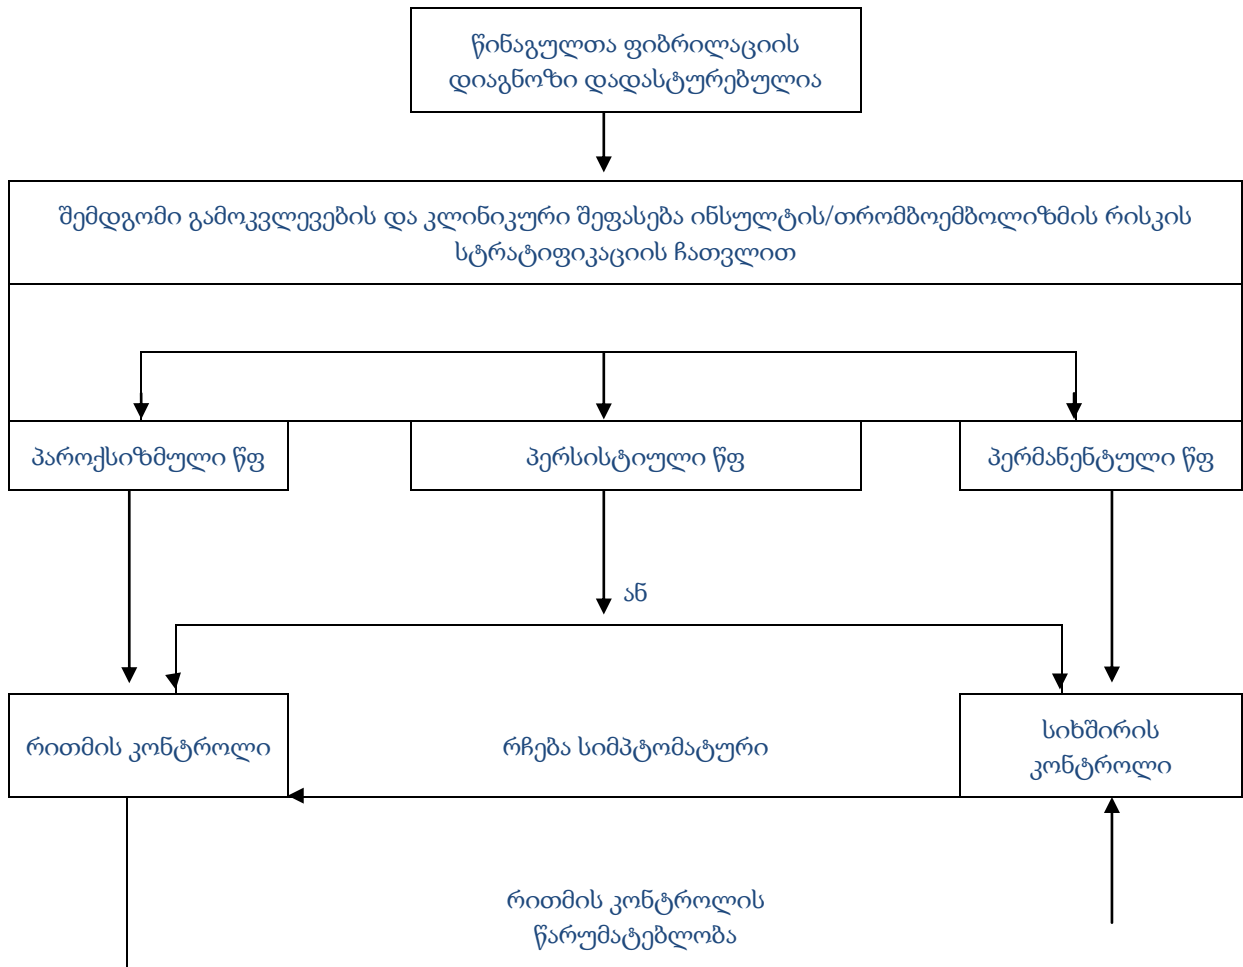 წინაგულთა ფიბრილაციის
დიაგნოზი დადასტურებულია
შემდგომი გამოკვლევების და კლინიკური შეფასება ინსულტის/თრომბოემბოლიზმის რისკის
სტრატიფიკაციის ჩათვლით
პაროქსიზმული წფ
პერსისტიული წფ
პერმანენტული წფ
ან
რითმის კონტროლი
რჩება სიმპტომატური
სიხშირის
კონტროლი
რითმის კონტროლის
წარუმატებლობა